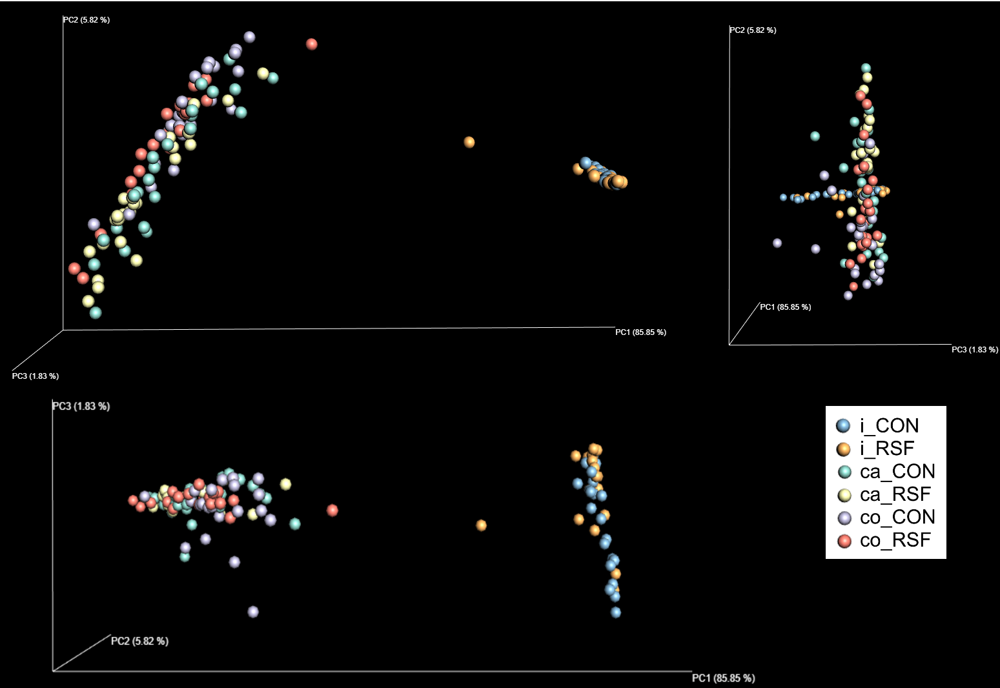 PC2 (5.82 %)
PC1 (85.85 %)
PC3 (1.83 %)
PC2 (5.82 %)
PC1 (85.85 %)
PC3 (1.83 %)
PC3 (1.83 %)
PC2 (5.82 %)
PC1 (85.85 %)
i_CON
i_RSF
ca_CON
ca_RSF
co_CON
co_RSF